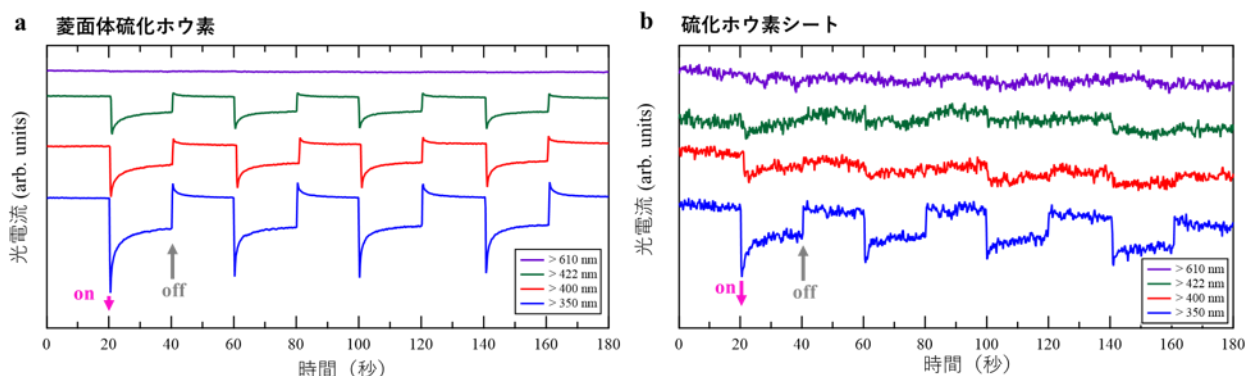 a 菱面体硫化ホウ素
光電流 (arb. units)
on
off
> 610 nm
> 422 nm
> 400 nm
> 350 nm
0 20 40 60 80 100 120 140 160 180
時間（秒）
b 硫化ホウ素シート
光電流 (arb. units)
on
off
> 610 nm
> 422 nm
> 400 nm
> 350 nm
0 20 40 60 80 100 120 140 160 180
時間（秒）